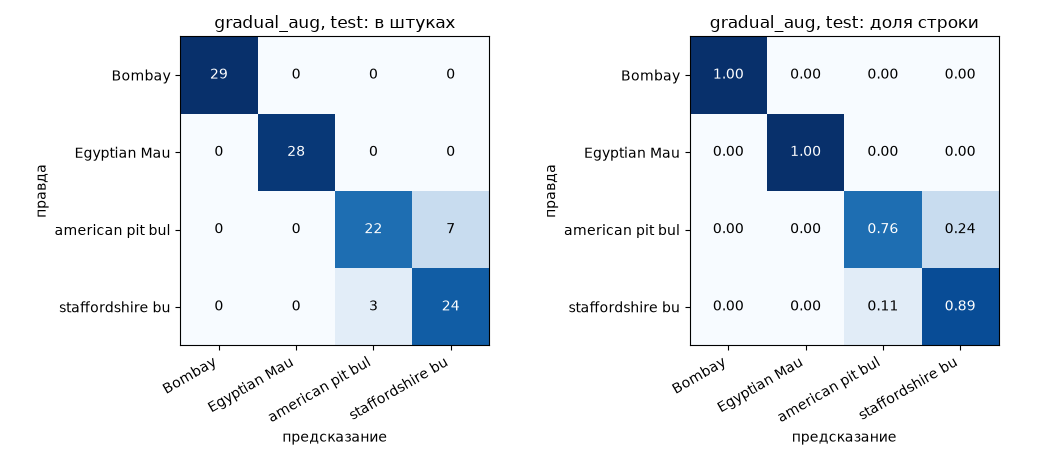 gradual_aug, test: в штуках
правда
Bombay 29 0 0 0
Egyptian Mau 0 28 0 0
american pit bul 0 0 22 7
staffordshire bu 0 0 3 24
Bombay Egyptian Mau american pit bul staffordshire bu
предсказание
gradual_aug, test: доля строки
правда
Bombay 1.00 0.00 0.00 0.00
Egyptian Mau 0.00 1.00 0.00 0.00
american pit bul 0.00 0.00 0.76 0.24
staffordshire bu 0.00 0.00 0.11 0.89
Bombay Egyptian Mau american pit bul staffordshire bu
предсказание